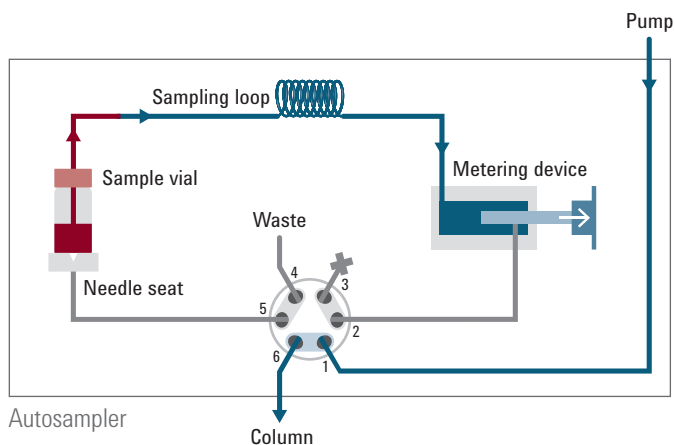 Pump
Sampling loop
Metering device
Sample vial
Waste
4
3
Needle seat
5
2
6
1
Autosampler
Column